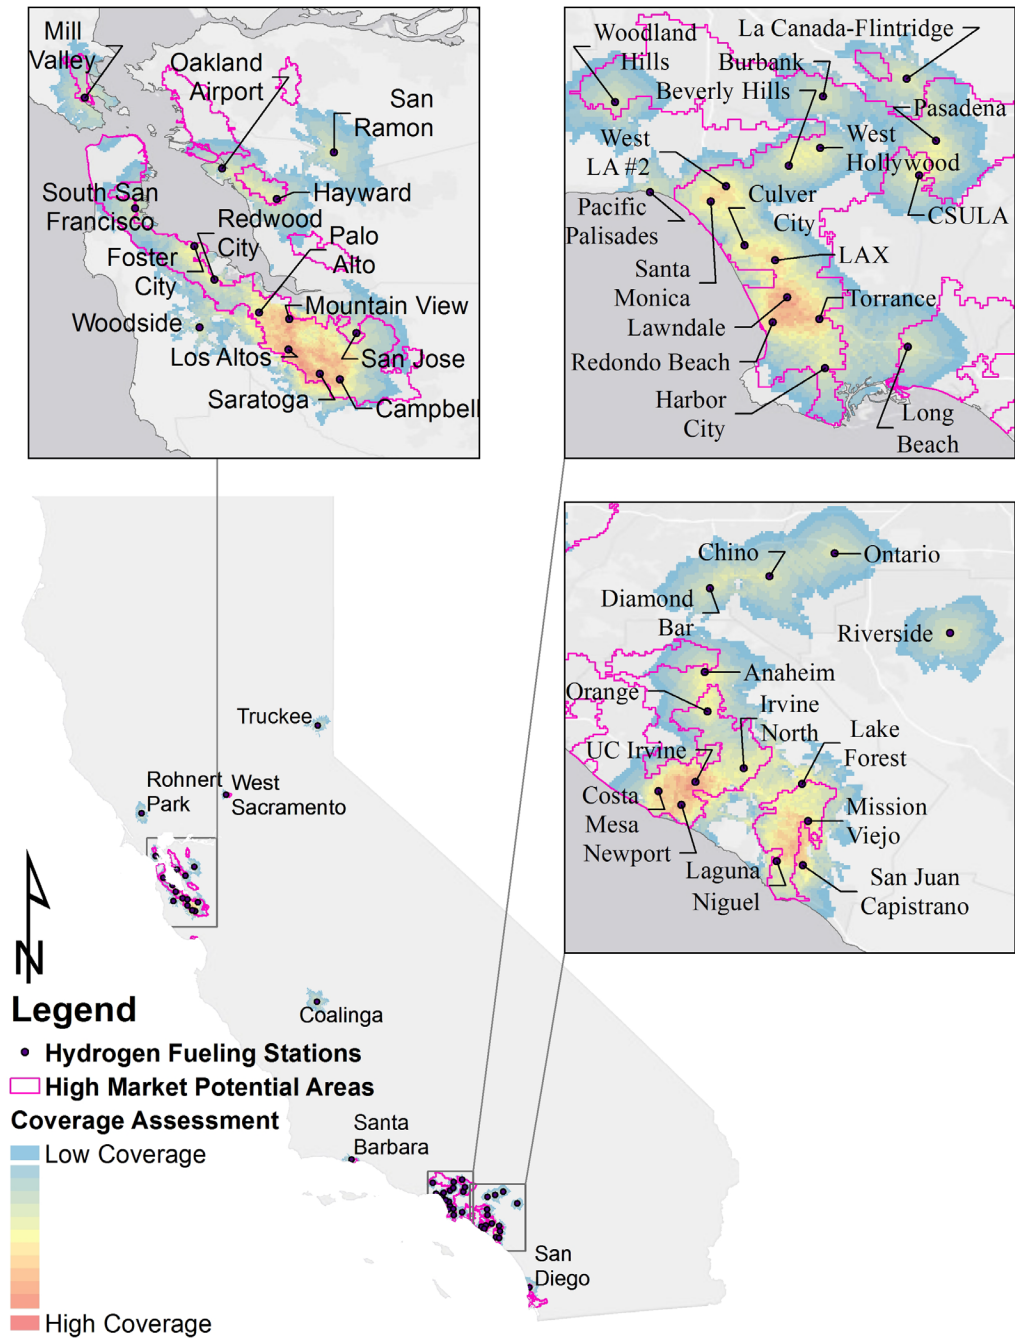 Mill
Valley
Oakland
Airport
San
Ramon
South San
Francisco
Hayward
Redwood
City
Palo
Alto
Foster
City
Woodside
Mountain View
Los Altos
San Jose
Saratoga
Campbell
Woodland
Hills
La Canada-Flintridge
Burbank
Beverly Hills
Pasadena
West
LA #2
West
Hollywood
Pacific
Palisades
Culver
City
CSULA
LAX
Santa
Monica
Lawndale
Torrance
Redondo Beach
Harbor
City
Long
Beach
Chino
Ontario
Diamond
Bar
Riverside
Anaheim
Orange
Irvine
North
UC Irvine
Lake
Forest
Costa
Mesa
Newport
Mission
Viejo
Laguna
Niguel
San Juan
Capistrano
Truckee
Rohnert
Park
West
Sacramento
Coalinga
Santa
Barbara
San
Diego
N
Legend
Hydrogen Fueling Stations
High Market Potential Areas
Coverage Assessment
Low Coverage
High Coverage